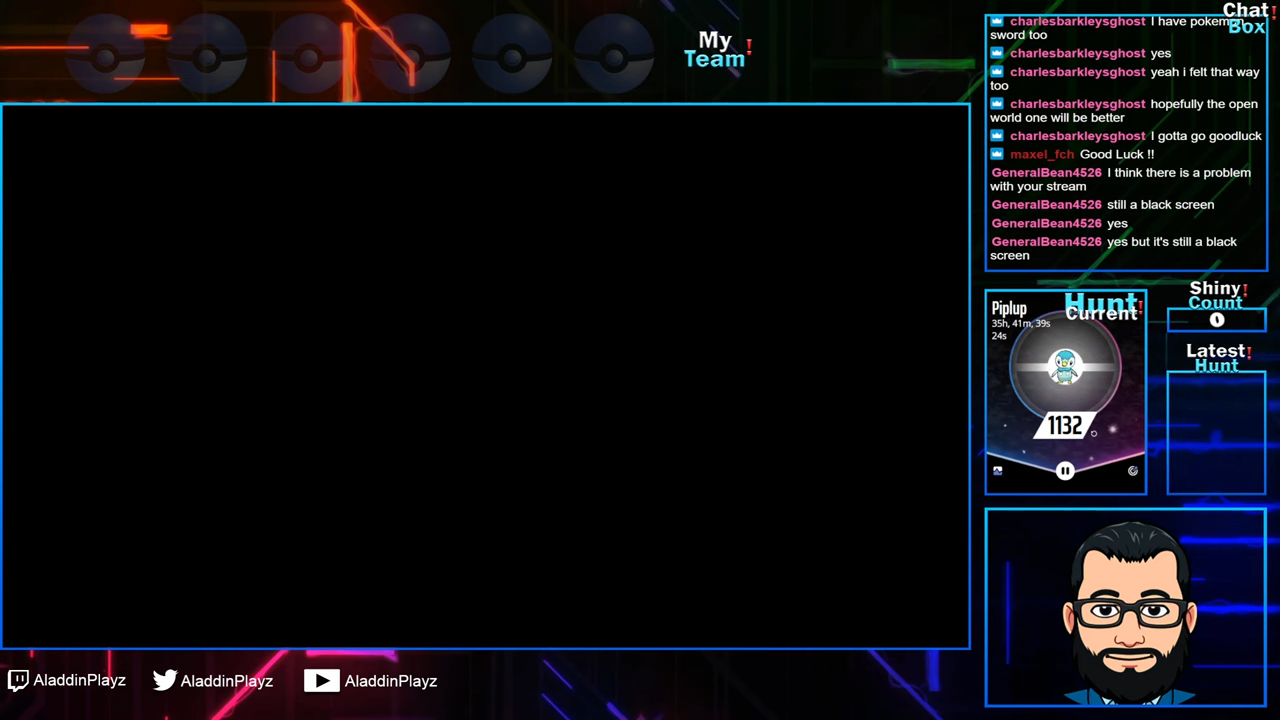 My
Team!
Chat!
Box
charlesbarkleysghost I have pokemon
sword too
charlesbarkleysghost yes
charlesbarkleysghost yeah i felt that way
too
charlesbarkleysghost hopefully the open
world one will be better
charlesbarkleysghost I gotta go goodluck
maxel_fch Good Luck !!
GeneralBean4526 I think there is a problem
with your stream
GeneralBean4526 still a black screen
GeneralBean4526 yes
GeneralBean4526 yes but it's still a black
screen
Hunt!
Current
Piplup
35h, 41m, 39s
24s
1132
Shiny!
Count
Latest!
Hunt
AladdinPlayz
AladdinPlayz
AladdinPlayz